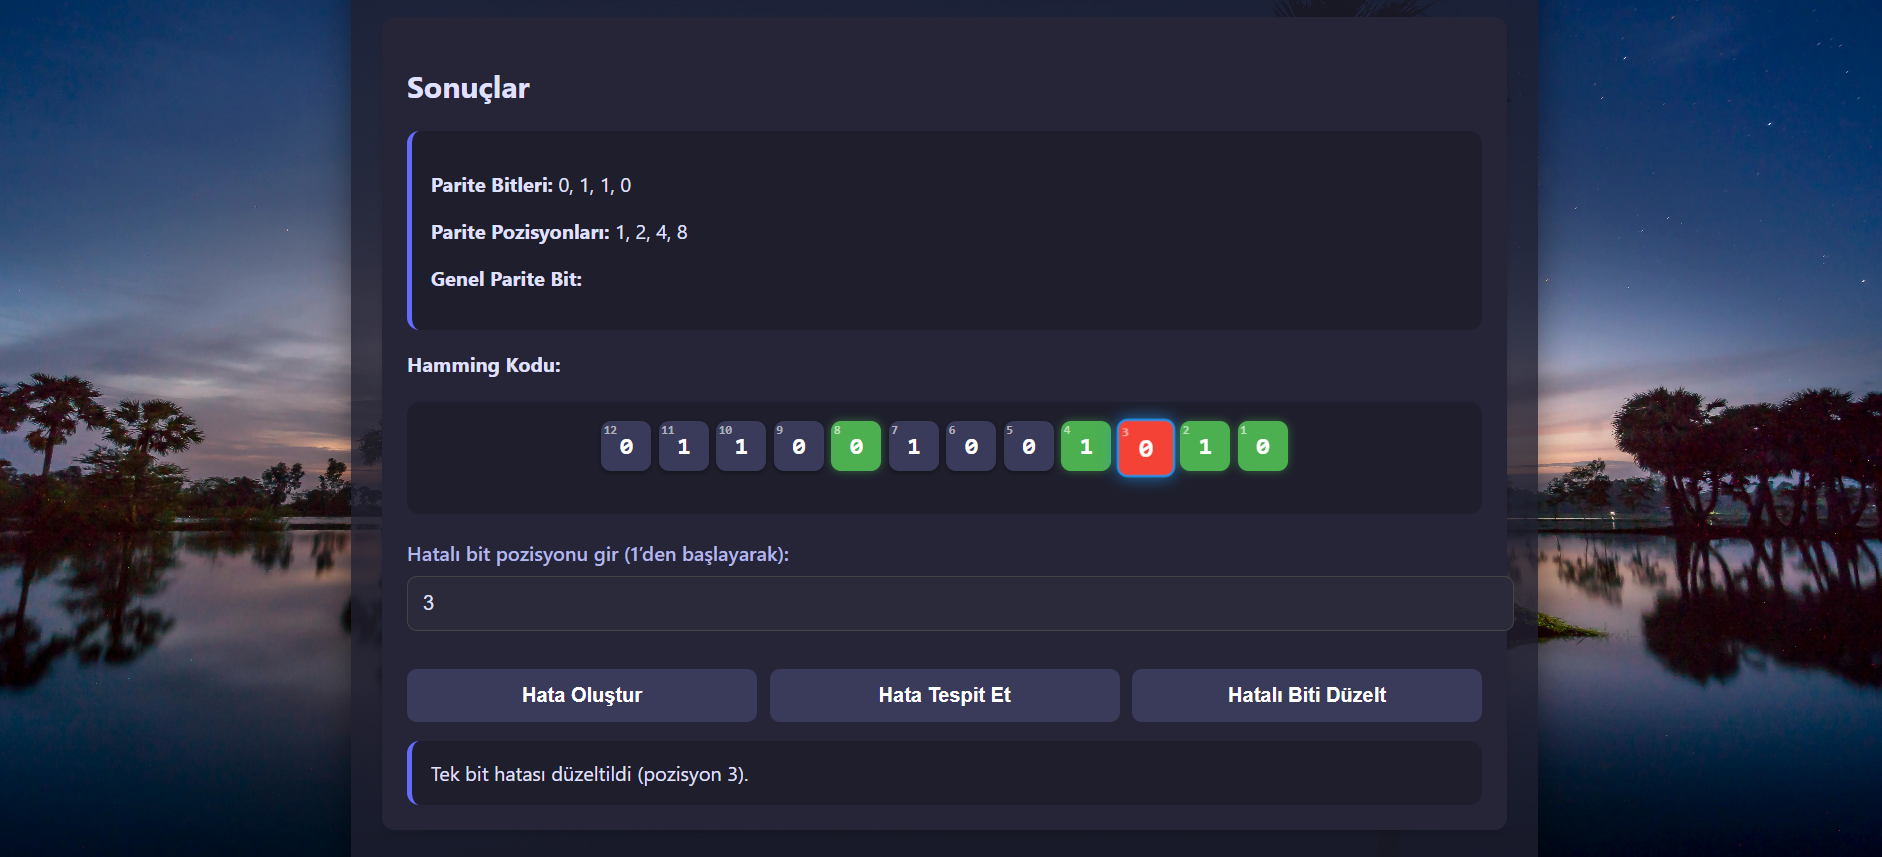 Sonuçlar
Parite Bitleri: 0, 1, 1, 0
Parite Pozisyonları: 1, 2, 4, 8
Genel Parite Bit:
Hamming Kodu:
12 11 10 9 8 7 6 5 4 3 2 1
0 1 1 0 0 1 0 0 1 0 1 0
Hatalı bit pozisyonu gir (1’den başlayarak):
3
Hata Oluştur Hata Tespit Et Hatalı Biti Düzelt
Tek bit hatası düzeltildi (pozisyon 3).